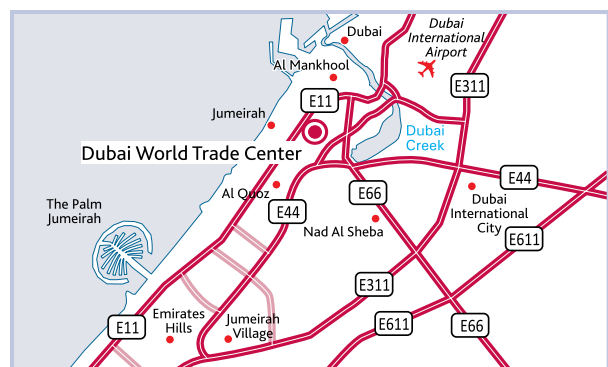 Dubai
Dubai
International
Airport
Al Mankhool
E311
E11
Jumeirah
Dubai
Creek
Dubai World Trade Center
E44
Al Quoz
E66
Dubai
International
City
The Palm
Jumeirah
E44
Nad Al Sheba
E611
E311
Emirates
Hills
Jumeirah
Village
E11
E611
E66